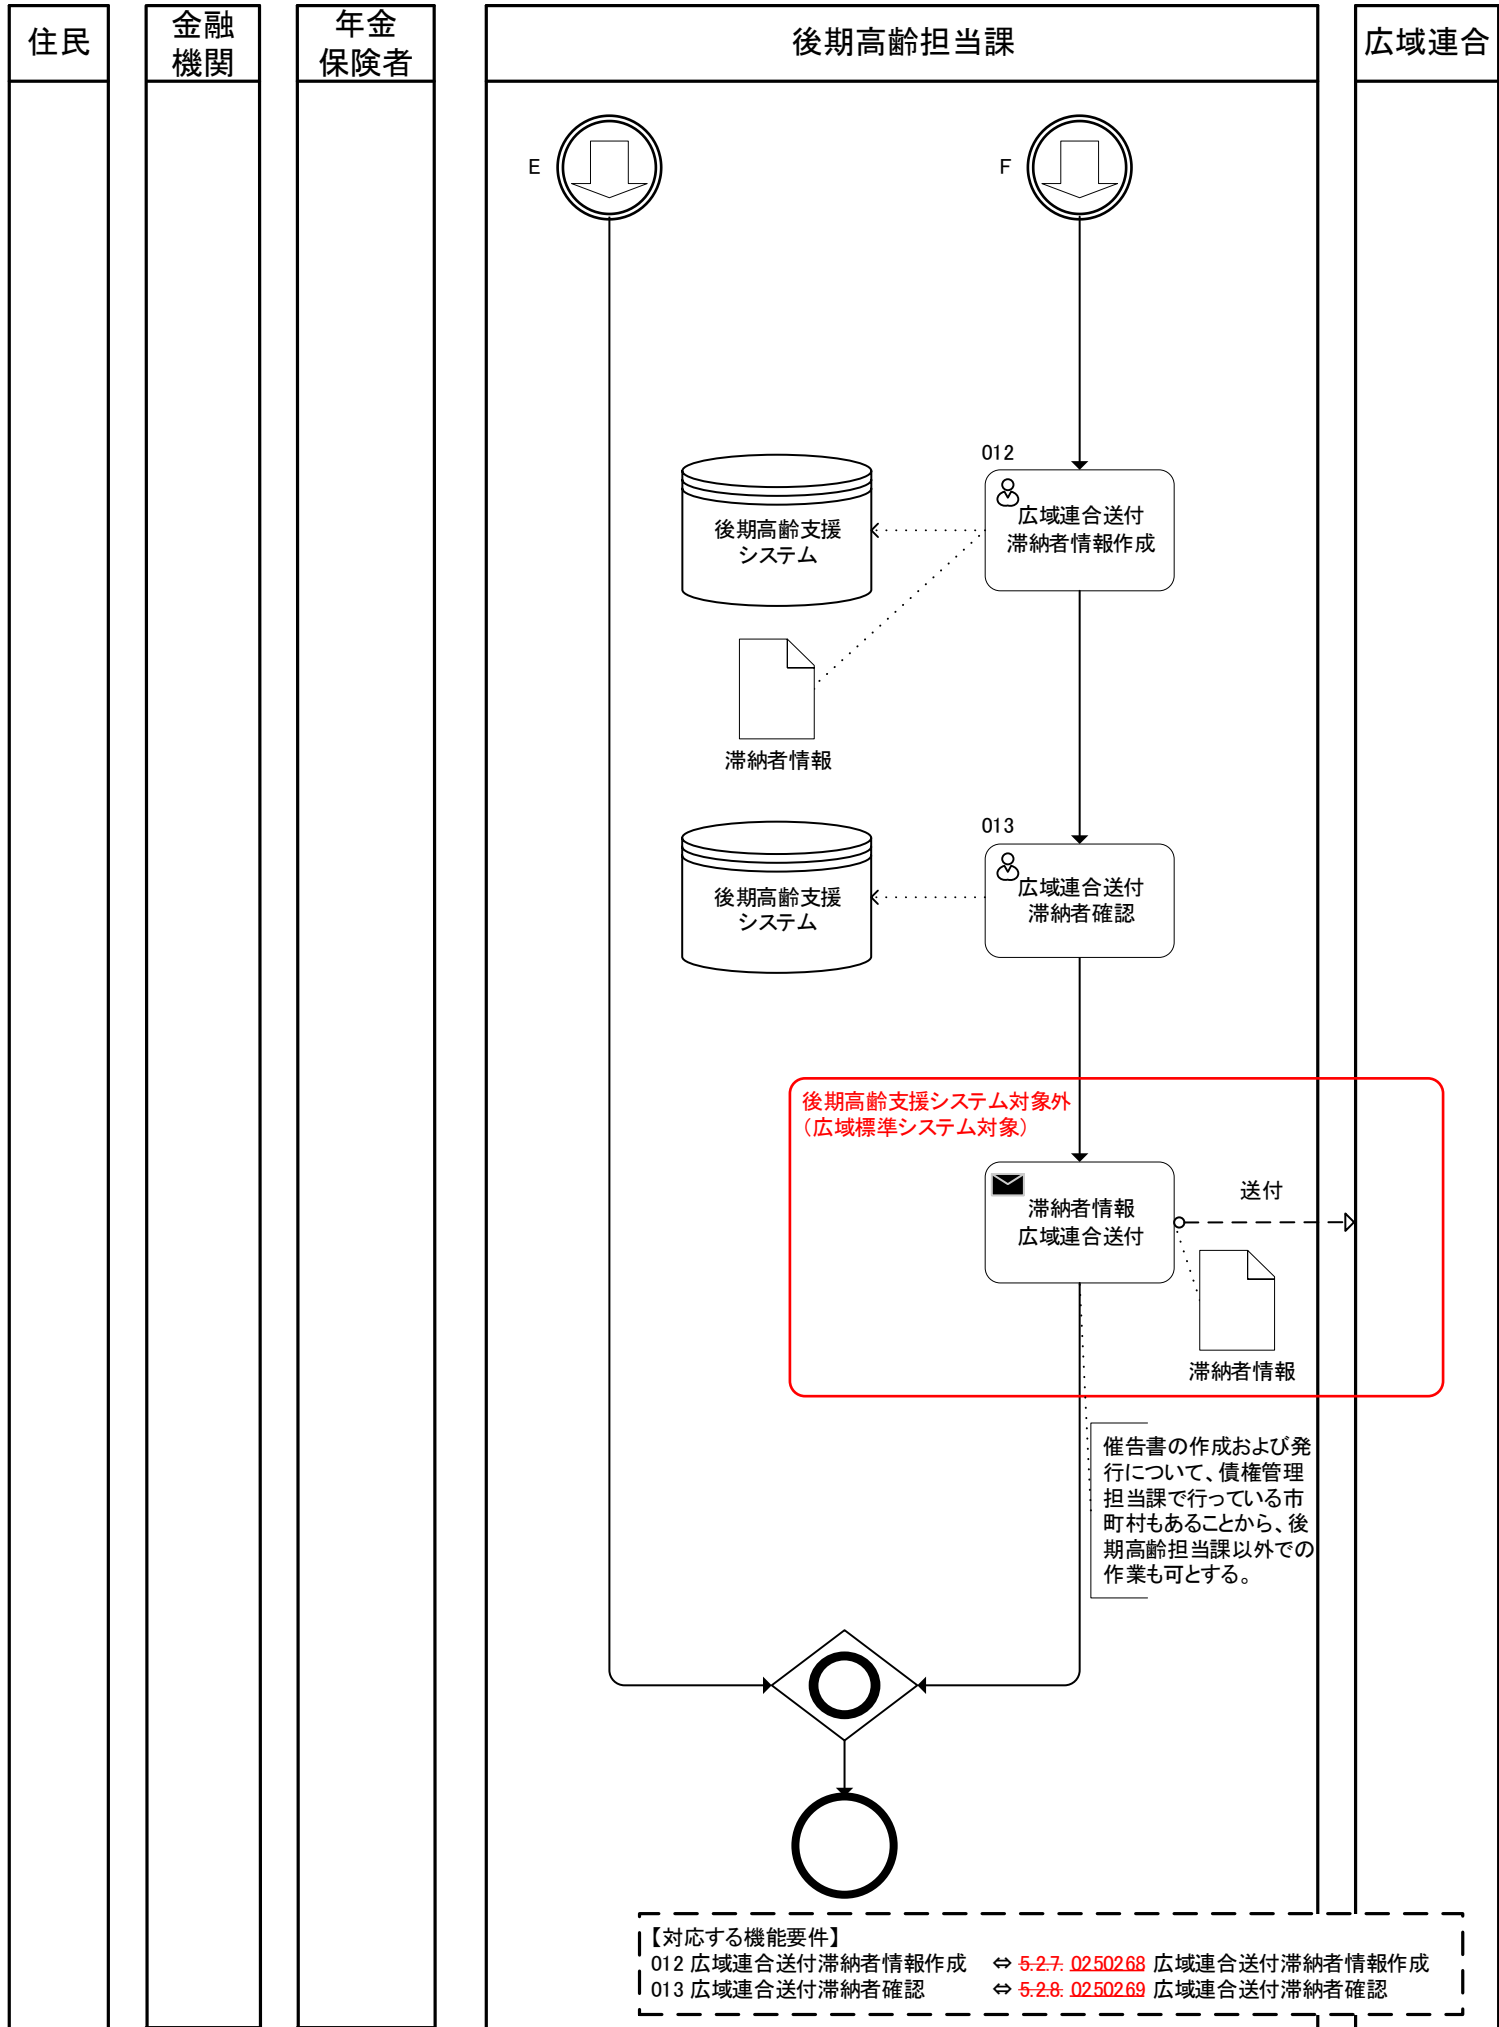 住民
金融
機関
年金
保険者
後期高齢担当課
広域連合
E
F
012
広域連合送付
滞納者情報作成
後期高齢支援
システム
滞納者情報
013
広域連合送付
滞納者確認
後期高齢支援
システム
後期高齢支援システム対象外
(広域標準システム対象)
滞納者情報
広域連合送付
送付
滞納者情報
催告書の作成および発
行について、債権管理
担当課で行っている市
町村もあることから、後
期高齢担当課以外での
作業も可とする。
【対応する機能要件】
012 広域連合送付滞納者情報作成 ⇔ 5.2.7. 0250268 広域連合送付滞納者情報作成
013 広域連合送付滞納者確認 ⇔ 5.2.8. 0250269 広域連合送付滞納者確認